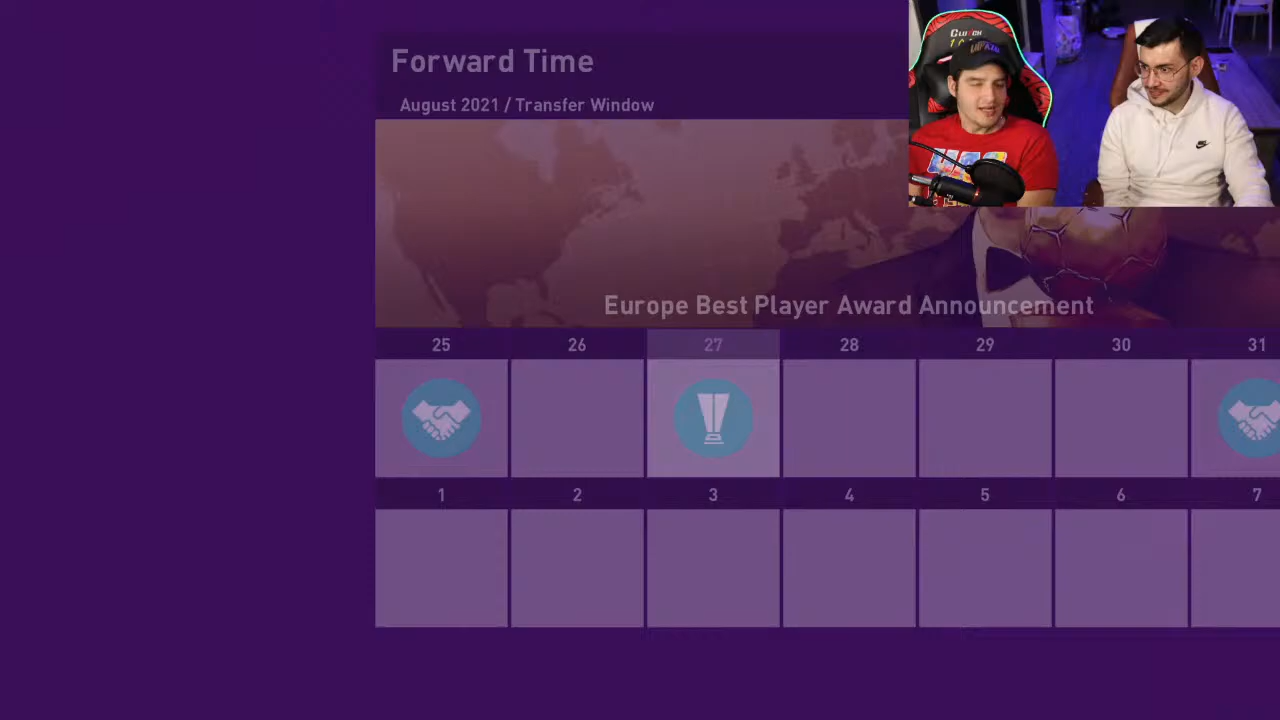 Forward Time
August 2021 / Transfer Window
Europe Best Player Award Announcement
25 26 27 28 29 30 31
1 2 3 4 5 6 7
CLUTCH